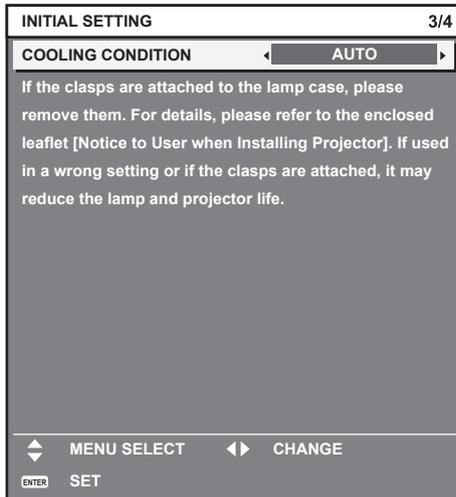 INITIAL SETTING 3/4
COOLING CONDITION AUTO
If the clasps are attached to the lamp case, please
remove them. For details, please refer to the enclosed
leaflet [Notice to User when Installing Projector]. If used
in a wrong setting or if the clasps are attached, it may
reduce the lamp and projector life.
MENU SELECT CHANGE
ENTER SET